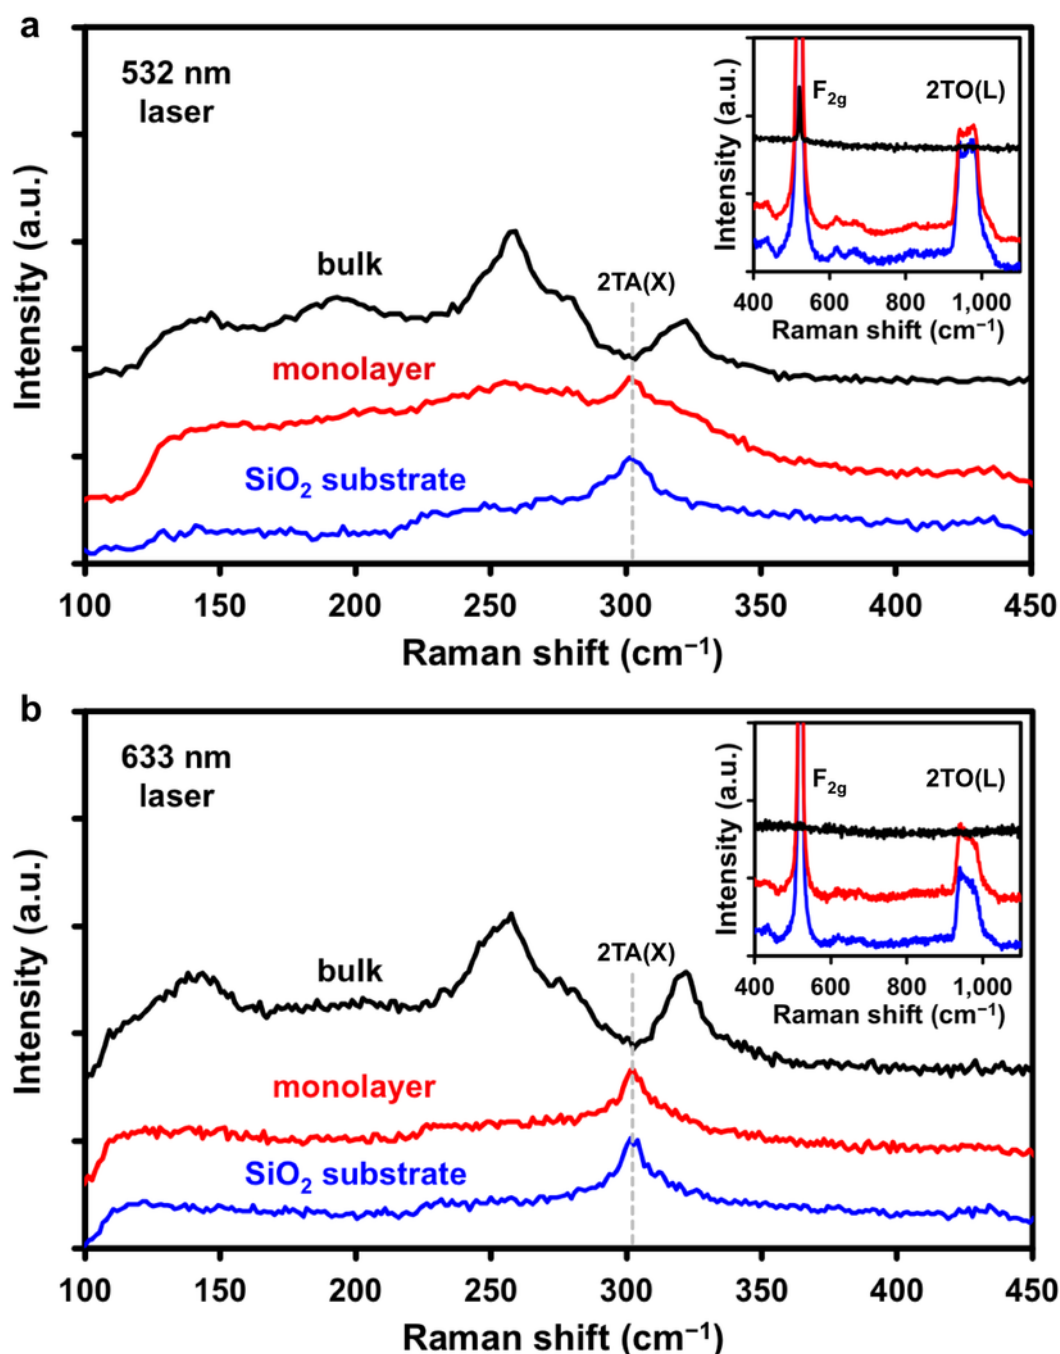 a
532 nm
laser
bulk
monolayer
SiO₂ substrate
2TA(X)
Intensity (a.u.)
100 150 200 250 300 350 400 450
Raman shift (cm⁻¹)
F₂g
2TO(L)
Intensity (a.u.)
400 600 800 1,000
Raman shift (cm⁻¹)
b
633 nm
laser
bulk
monolayer
SiO₂ substrate
2TA(X)
Intensity (a.u.)
100 150 200 250 300 350 400 450
Raman shift (cm⁻¹)
F₂g
2TO(L)
Intensity (a.u.)
400 600 800 1,000
Raman shift (cm⁻¹)